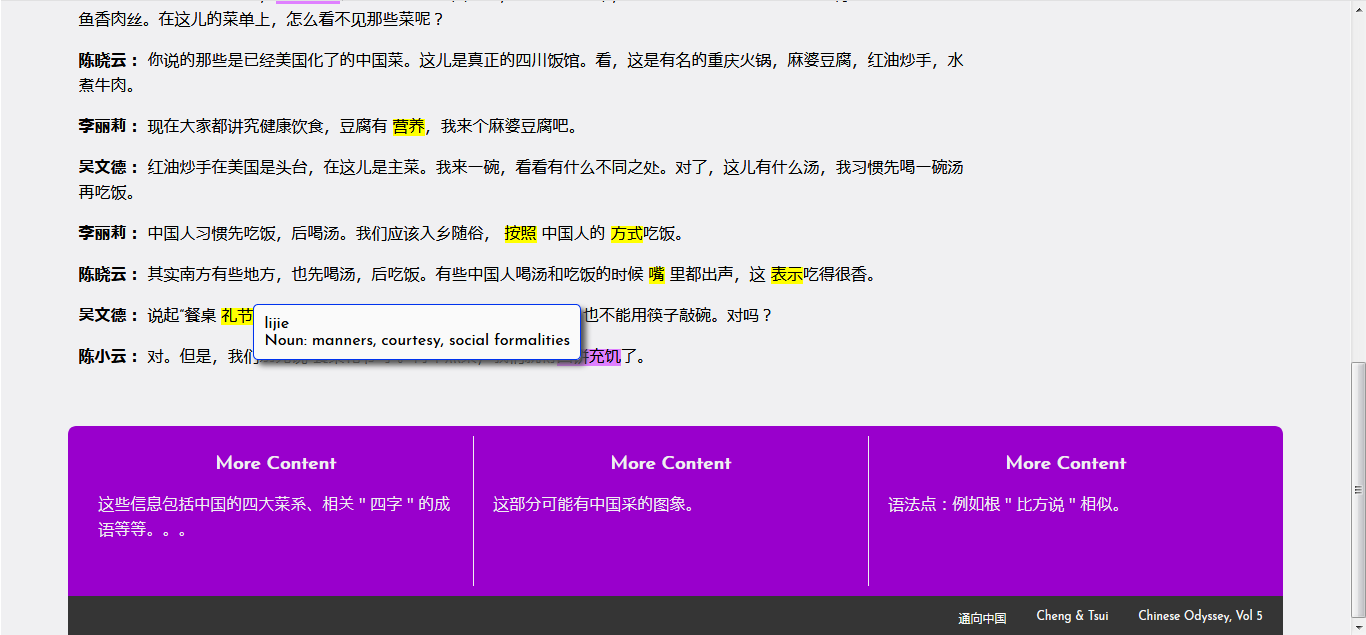 鱼香肉丝。在这儿的菜单上，怎么看不见那些菜呢？
陈晓云： 你说的那些是已经美国化了的中国菜。这儿是真正的四川饭馆。看，这是有名的重庆火锅，麻婆豆腐，红油炒手，水
煮牛肉。
李丽莉： 现在大家都讲究健康饮食，豆腐有 营养，我来个麻婆豆腐吧。
吴文德： 红油炒手在美国是头台，在这儿是主菜。我来一碗，看看有什么不同之处。对了，这儿有什么汤，我习惯先喝一碗汤
再吃饭。
李丽莉： 中国人习惯先吃饭，后喝汤。我们应该入乡随俗， 按照 中国人的 方式吃饭。
陈晓云： 其实南方有些地方，也先喝汤，后吃饭。有些中国人喝汤和吃饭的时候 嘴 里都出声，这 表示吃得很香。
吴文德： 说起“餐桌 礼节 也不能用筷子敲碗。对吗？
lijie
Noun: manners, courtesy, social formalities
陈小云： 对。但是，我们 充饥了。
More Content
这些信息包括中国的四大菜系、相关＂四字＂的成
语等等。。。
More Content
这部分可能有中国采的图象。
More Content
语法点：例如根＂比方说＂相似。
通向中国 Cheng & Tsui Chinese Odyssey, Vol 5